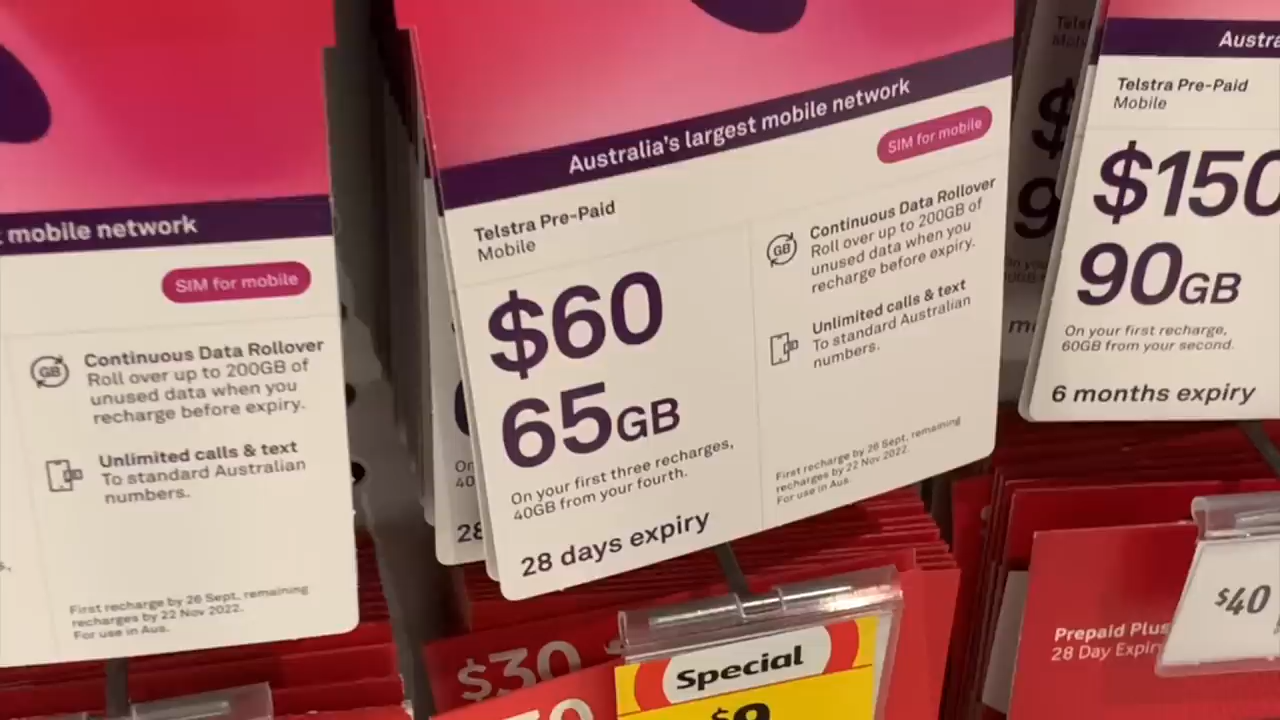 mobile network
SIM for mobile
GB
Continuous Data Rollover
Roll over up to 200GB of
unused data when you
recharge before expiry.
Unlimited calls & text
To standard Australian
numbers.
First recharge by 26 Sept, remaining
recharges by 22 Nov 2022.
For use in Aus.
Australia's largest mobile network
SIM for mobile
Telstra Pre-Paid
Mobile
$60
65GB
On your first three recharges,
40GB from your fourth.
28 days expiry
GB
Continuous Data Rollover
Roll over up to 200GB of
unused data when you
recharge before expiry.
Unlimited calls & text
To standard Australian
numbers.
First recharge by 26 Sept, remaining
recharges by 22 Nov 2022.
For use in Aus.
40
28
Telstra Pre-Paid
Mobile
$150
90GB
On your first recharge,
60GB from your second.
6 months expiry
$30
Special
$40
Prepaid Plus
28 Day Expiry